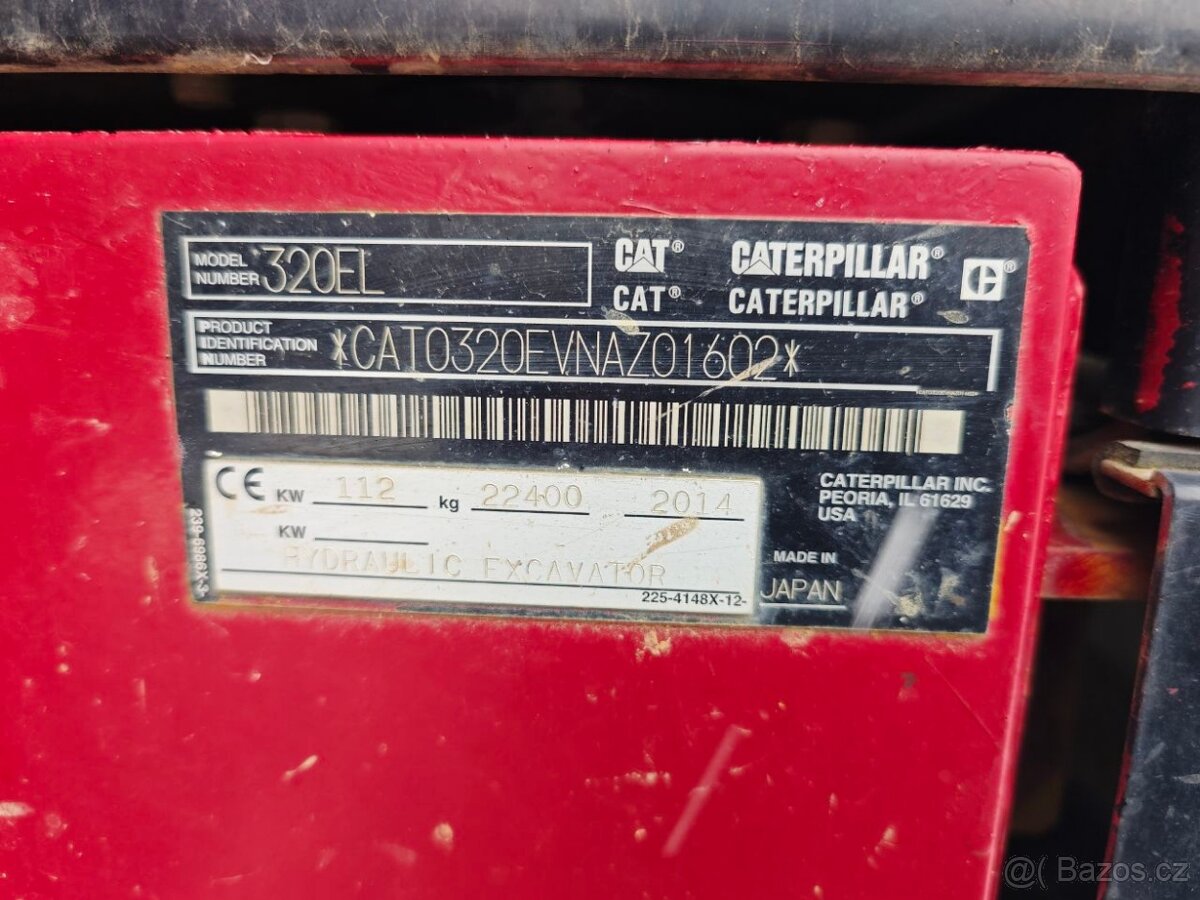 MODEL NUMBER 320EL
CAT® CATERPILLAR®
CAT® CATERPILLAR®
PRODUCT IDENTIFICATION NUMBER *CAT0320EVNAZ01602*
CE KW 112 kg 22400 2014
KW
HYDRAULIC EXCAVATOR
225-4148X-12
CATERPILLAR INC.
PEORIA, IL 61629
USA
MADE IN
JAPAN
@( Bazos.cz